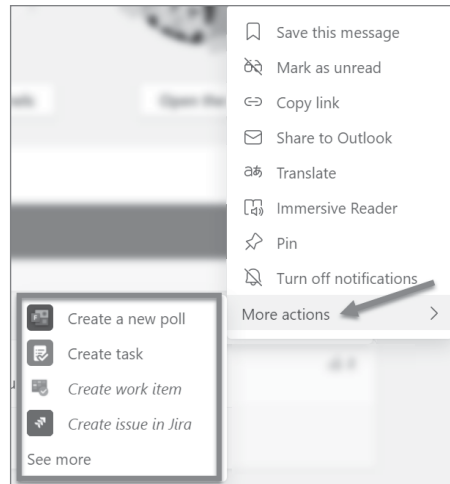 Save this message
Mark as unread
Copy link
Share to Outlook
Translate
Immersive Reader
Pin
Turn off notifications
More actions
Create a new poll
Create task
Create work item
Create issue in Jira
See more